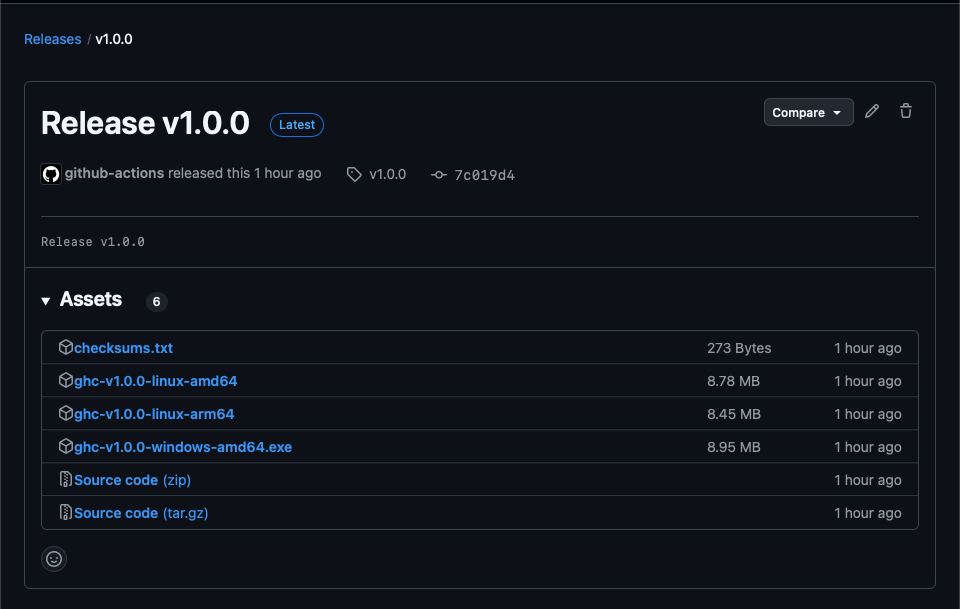 Releases / v1.0.0
Release v1.0.0 Latest Compare
github-actions released this 1 hour ago v1.0.0 7c019d4
Release v1.0.0
Assets 6
checksums.txt 273 Bytes 1 hour ago
ghc-v1.0.0-linux-amd64 8.78 MB 1 hour ago
ghc-v1.0.0-linux-arm64 8.45 MB 1 hour ago
ghc-v1.0.0-windows-amd64.exe 8.95 MB 1 hour ago
Source code (zip) 1 hour ago
Source code (tar.gz) 1 hour ago